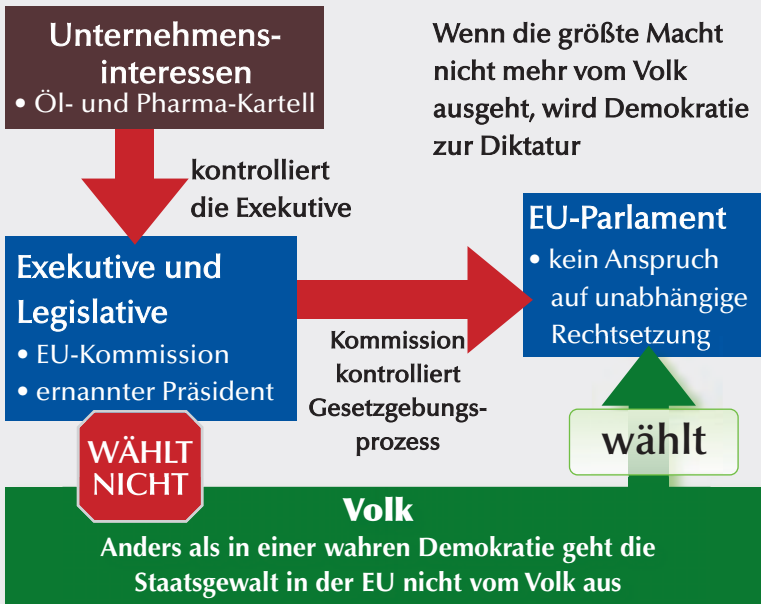 Unternehmens-
interessen
• Öl- und Pharma-Kartell
Wenn die größte Macht
nicht mehr vom Volk
ausgeht, wird Demokratie
zur Diktatur
kontrolliert
die Exekutive
Exekutive und
Legislative
• EU-Kommission
• ernannter Präsident
EU-Parlament
• kein Anspruch
auf unabhängige
Rechtsetzung
Kommission
kontrolliert
Gesetzgebungs-
prozess
WÄHLT
NICHT
wählt
Volk
Anders als in einer wahren Demokratie geht die
Staatsgewalt in der EU nicht vom Volk aus